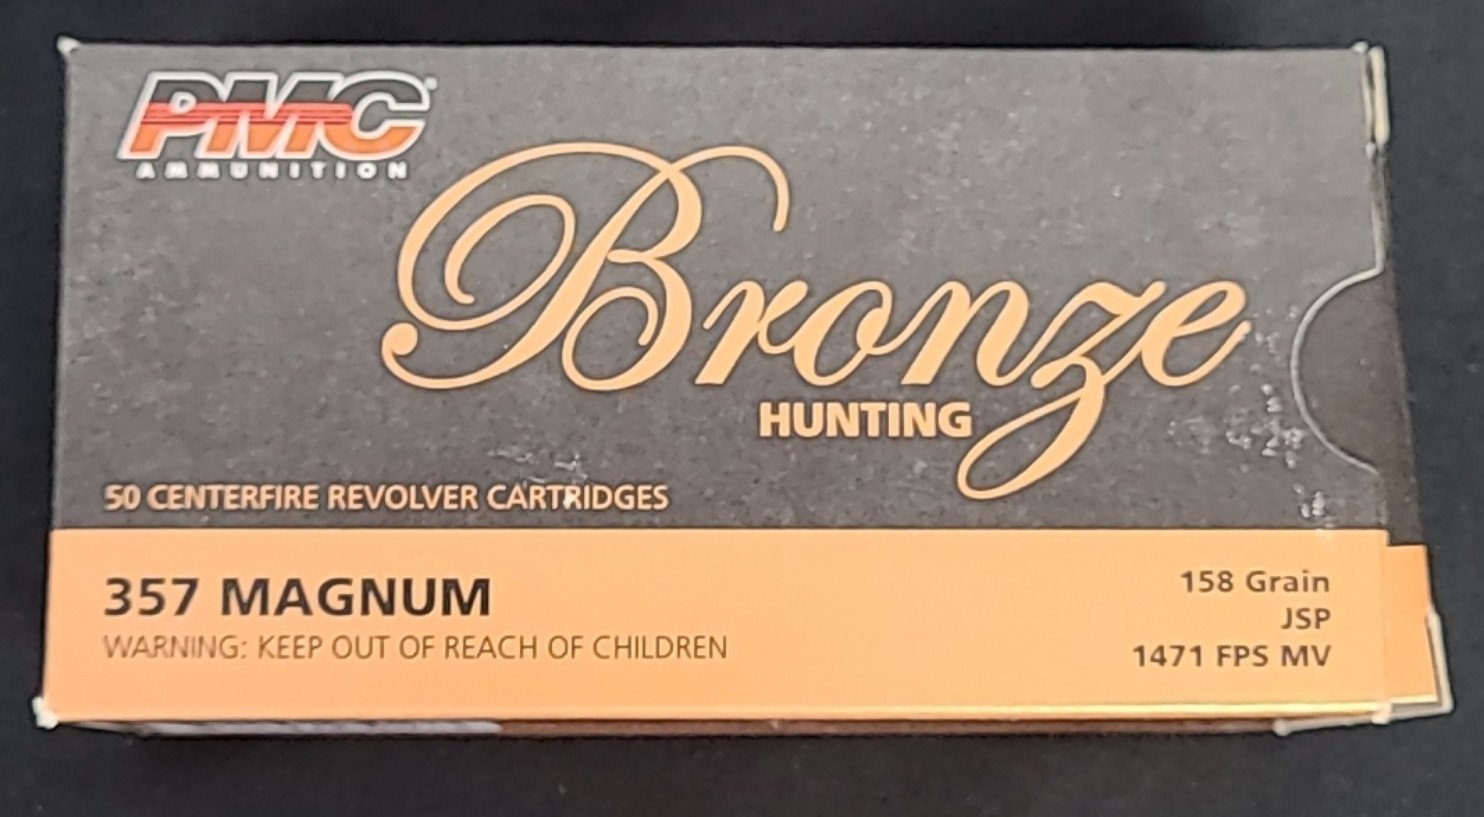 PMC
AMMUNITION
Bronze
HUNTING
50 CENTERFIRE REVOLVER CARTRIDGES
357 MAGNUM
WARNING: KEEP OUT OF REACH OF CHILDREN
158 Grain
JSP
1471 FPS MV